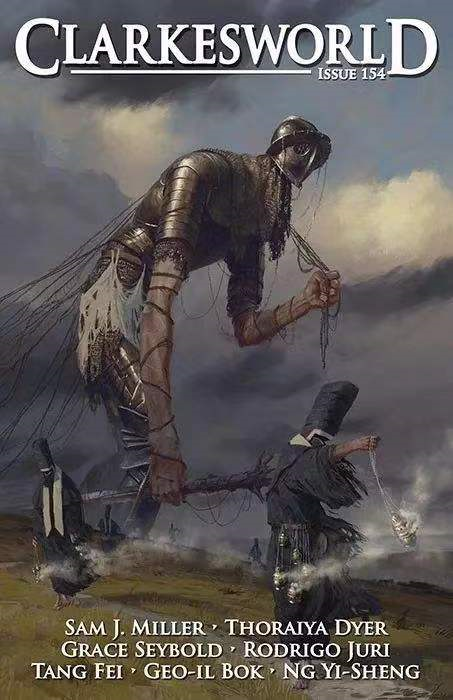 CLARKESWORLD
ISSUE 154
SAM J. MILLER · THORAIYA DYER
GRACE SEYBOLD · RODRIGO JURI
TANG FEI · GEO-IL BOK · NG YI-SHENG